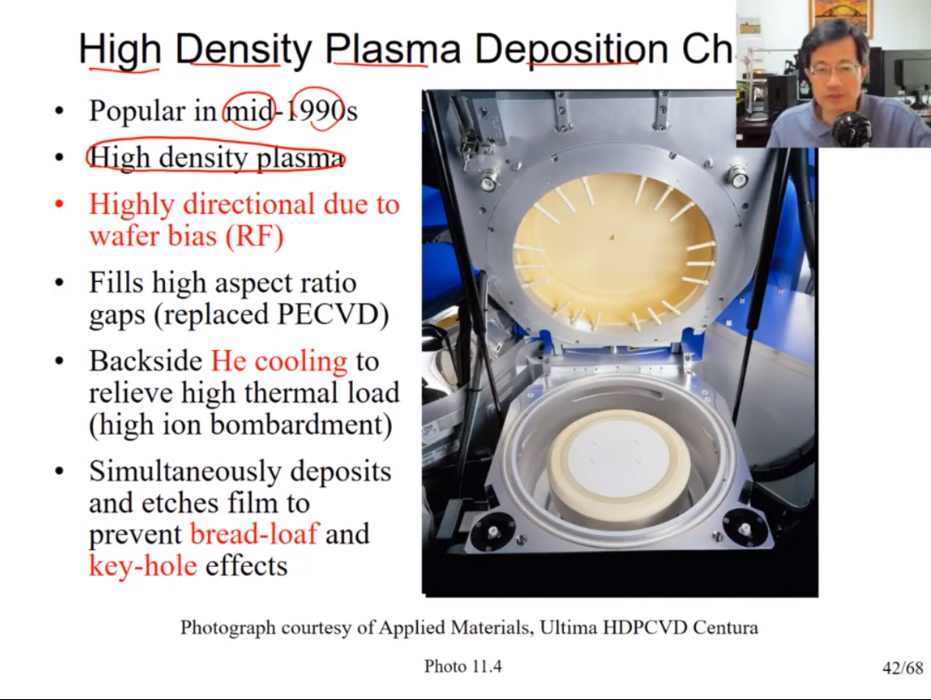 High Density Plasma Deposition Ch
• Popular in mid-1990s
• High density plasma
• Highly directional due to
wafer bias (RF)
• Fills high aspect ratio
gaps (replaced PECVD)
• Backside He cooling to
relieve high thermal load
(high ion bombardment)
• Simultaneously deposits
and etches film to
prevent bread-loaf and
key-hole effects
Photograph courtesy of Applied Materials, Ultima HDPCVD Centura
Photo 11.4
42/68